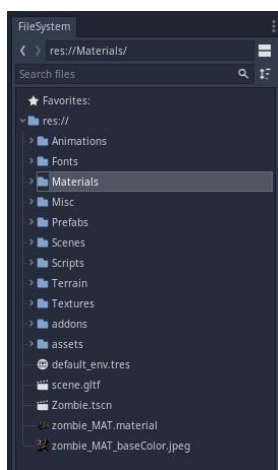 FileSystem
res://Materials/
Search files
Favorites:
res://
Animations
Fonts
Materials
Misc
Prefabs
Scenes
Scripts
Terrain
Textures
addons
assets
default_env.tres
scene.gltf
Zombie.tscn
zombie_MAT.material
zombie_MAT_baseColor.jpeg